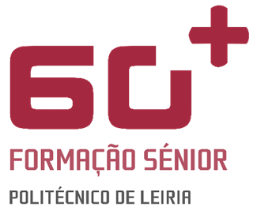 60+
FORMAÇÃO SÉNIOR
POLITÉCNICO DE LEIRIA